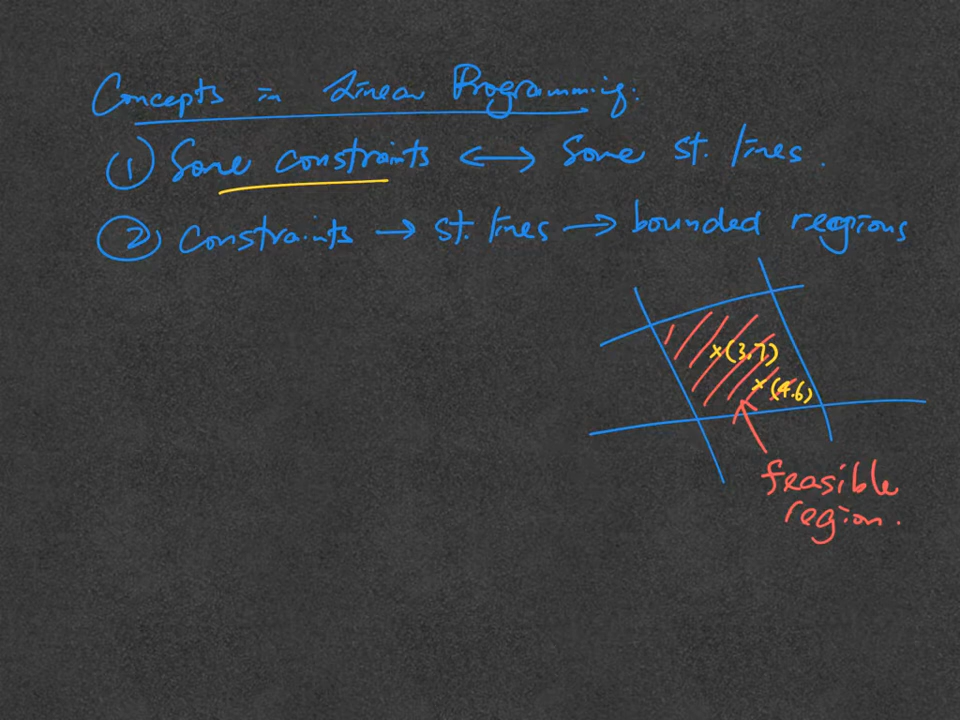 Concepts in Linear Programming:
① Some constraints ↔ Some st. lines.
② constraints → st. lines → bounded regions
×(3.7)
×(4.6)
feasible
region.